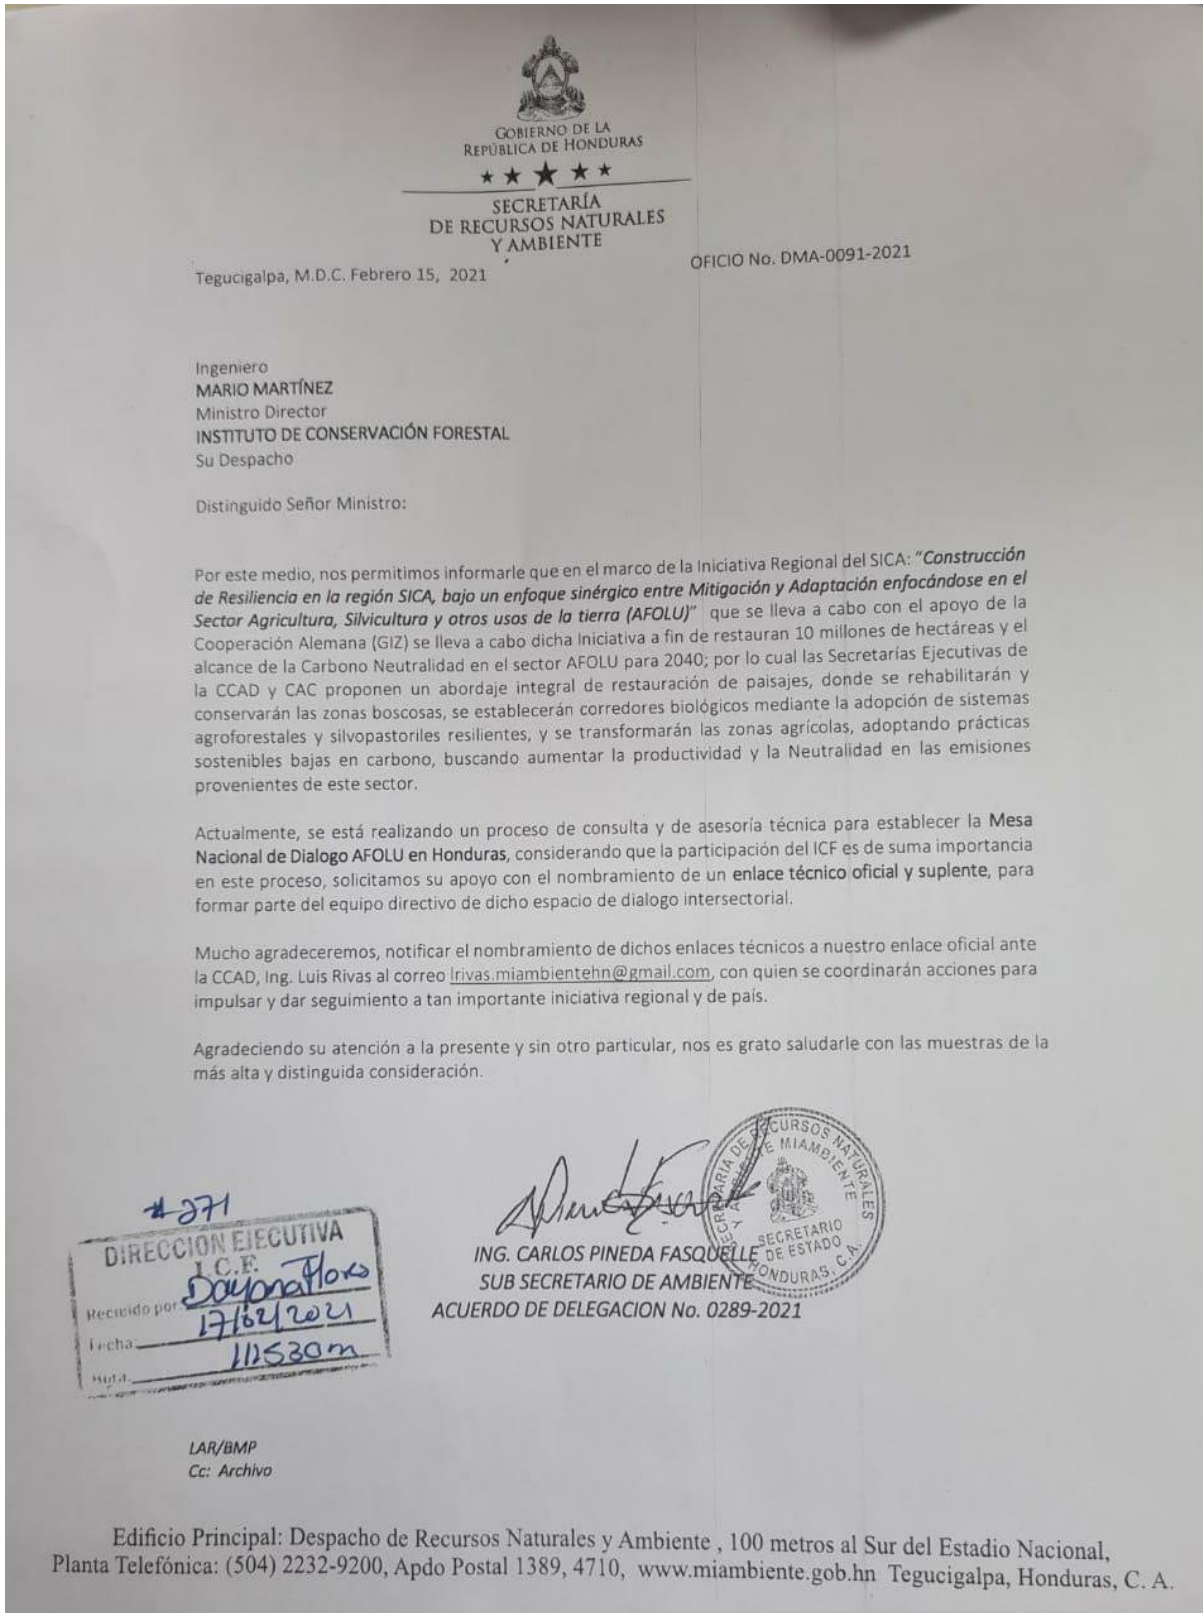 GOBIERNO DE LA
REPÚBLICA DE HONDURAS
SECRETARÍA
DE RECURSOS NATURALES
Y AMBIENTE
Tegucigalpa, M.D.C. Febrero 15, 2021
OFICIO No. DMA-0091-2021
Ingeniero
MARIO MARTÍNEZ
Ministro Director
INSTITUTO DE CONSERVACIÓN FORESTAL
Su Despacho
Distinguido Señor Ministro:
Por este medio, nos permitimos informarle que en el marco de la Iniciativa Regional del SICA: "Construcción
de Resiliencia en la región SICA, bajo un enfoque sinérgico entre Mitigación y Adaptación enfocándose en el
Sector Agricultura, Silvicultura y otros usos de la tierra (AFOLU)" que se lleva a cabo con el apoyo de la
Cooperación Alemana (GIZ) se lleva a cabo dicha Iniciativa a fin de restauran 10 millones de hectáreas y el
alcance de la Carbono Neutralidad en el sector AFOLU para 2040; por lo cual las Secretarías Ejecutivas de
la CCAD y CAC proponen un abordaje integral de restauración de paisajes, donde se rehabilitarán y
conservarán las zonas boscosas, se establecerán corredores biológicos mediante la adopción de sistemas
agroforestales y silvopastoriles resilientes, y se transformarán las zonas agrícolas, adoptando prácticas
sostenibles bajas en carbono, buscando aumentar la productividad y la Neutralidad en las emisiones
provenientes de este sector.
Actualmente, se está realizando un proceso de consulta y de asesoría técnica para establecer la Mesa
Nacional de Dialogo AFOLU en Honduras, considerando que la participación del ICF es de suma importancia
en este proceso, solicitamos su apoyo con el nombramiento de un enlace técnico oficial y suplente, para
formar parte del equipo directivo de dicho espacio de dialogo intersectorial.
Mucho agradeceremos, notificar el nombramiento de dichos enlaces técnicos a nuestro enlace oficial ante
la CCAD, Ing. Luis Rivas al correo lrivas.miambientehn@gmail.com, con quien se coordinarán acciones para
impulsar y dar seguimiento a tan importante iniciativa regional y de país.
Agradeciendo su atención a la presente y sin otro particular, nos es grato saludarle con las muestras de la
más alta y distinguida consideración.
SECRETARIA DE RECURSOS NATURALES
Y AMBIENTE MIAMBIENTE
SECRETARIO
DE ESTADO
HONDURAS, C.A.
ING. CARLOS PINEDA FASQUELLE
SUB SECRETARIO DE AMBIENTE
ACUERDO DE DELEGACION No. 0289-2021
# 271
DIRECCION EJECUTIVA
I.C.F.
Recibido por: Dayana Flores
Fecha: 17/02/2021
LAR/BMP
Cc: Archivo
Edificio Principal: Despacho de Recursos Naturales y Ambiente , 100 metros al Sur del Estadio Nacional,
Planta Telefónica: (504) 2232-9200, Apdo Postal 1389, 4710, www.miambiente.gob.hn Tegucigalpa, Honduras, C. A.